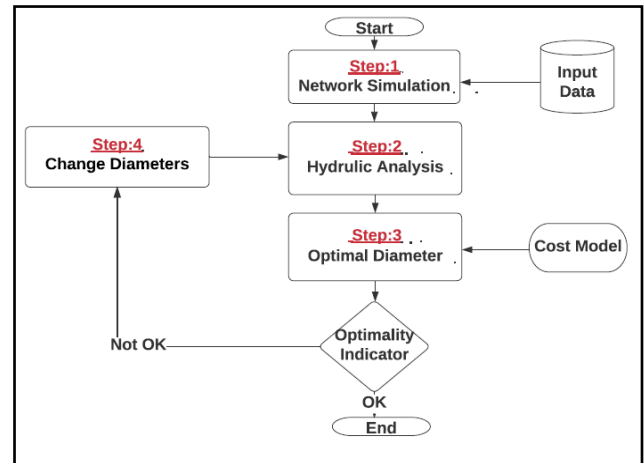 Start
Step:1
Network Simulation
Input
Data
Step:4
Change Diameters
Step:2
Hydrulic Analysis
Step:3
Optimal Diameter
Cost Model
Optimality
Indicator
Not OK
OK
End